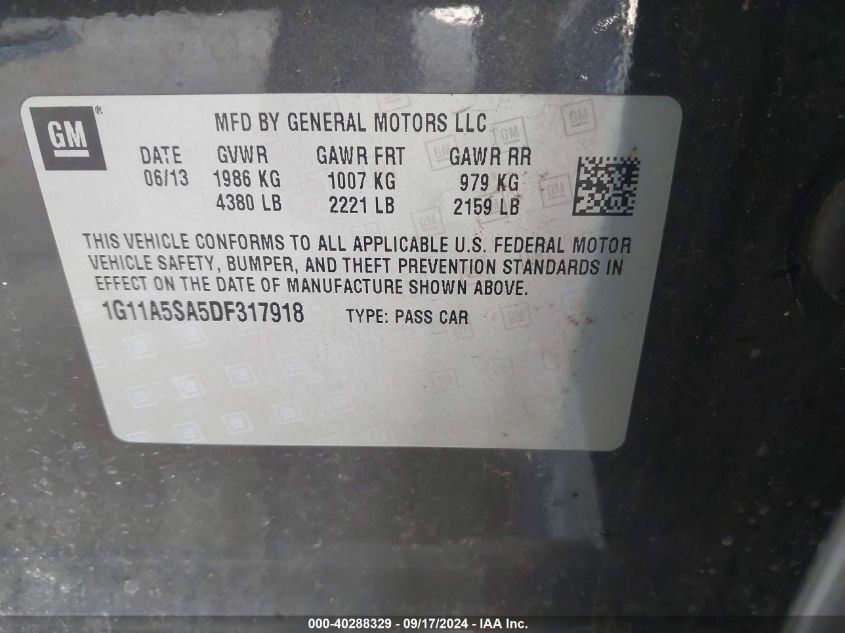 GM®
MFD BY GENERAL MOTORS LLC
DATE GVWR GAWR FRT GAWR RR
06/13 1986 KG 1007 KG 979 KG
4380 LB 2221 LB 2159 LB
THIS VEHICLE CONFORMS TO ALL APPLICABLE U.S. FEDERAL MOTOR
VEHICLE SAFETY, BUMPER, AND THEFT PREVENTION STANDARDS IN
EFFECT ON THE DATE OF MANUFACTURE SHOWN ABOVE.
1G11A5SA5DF317918 TYPE: PASS CAR
000-40288329 - 09/17/2024 - IAA Inc.